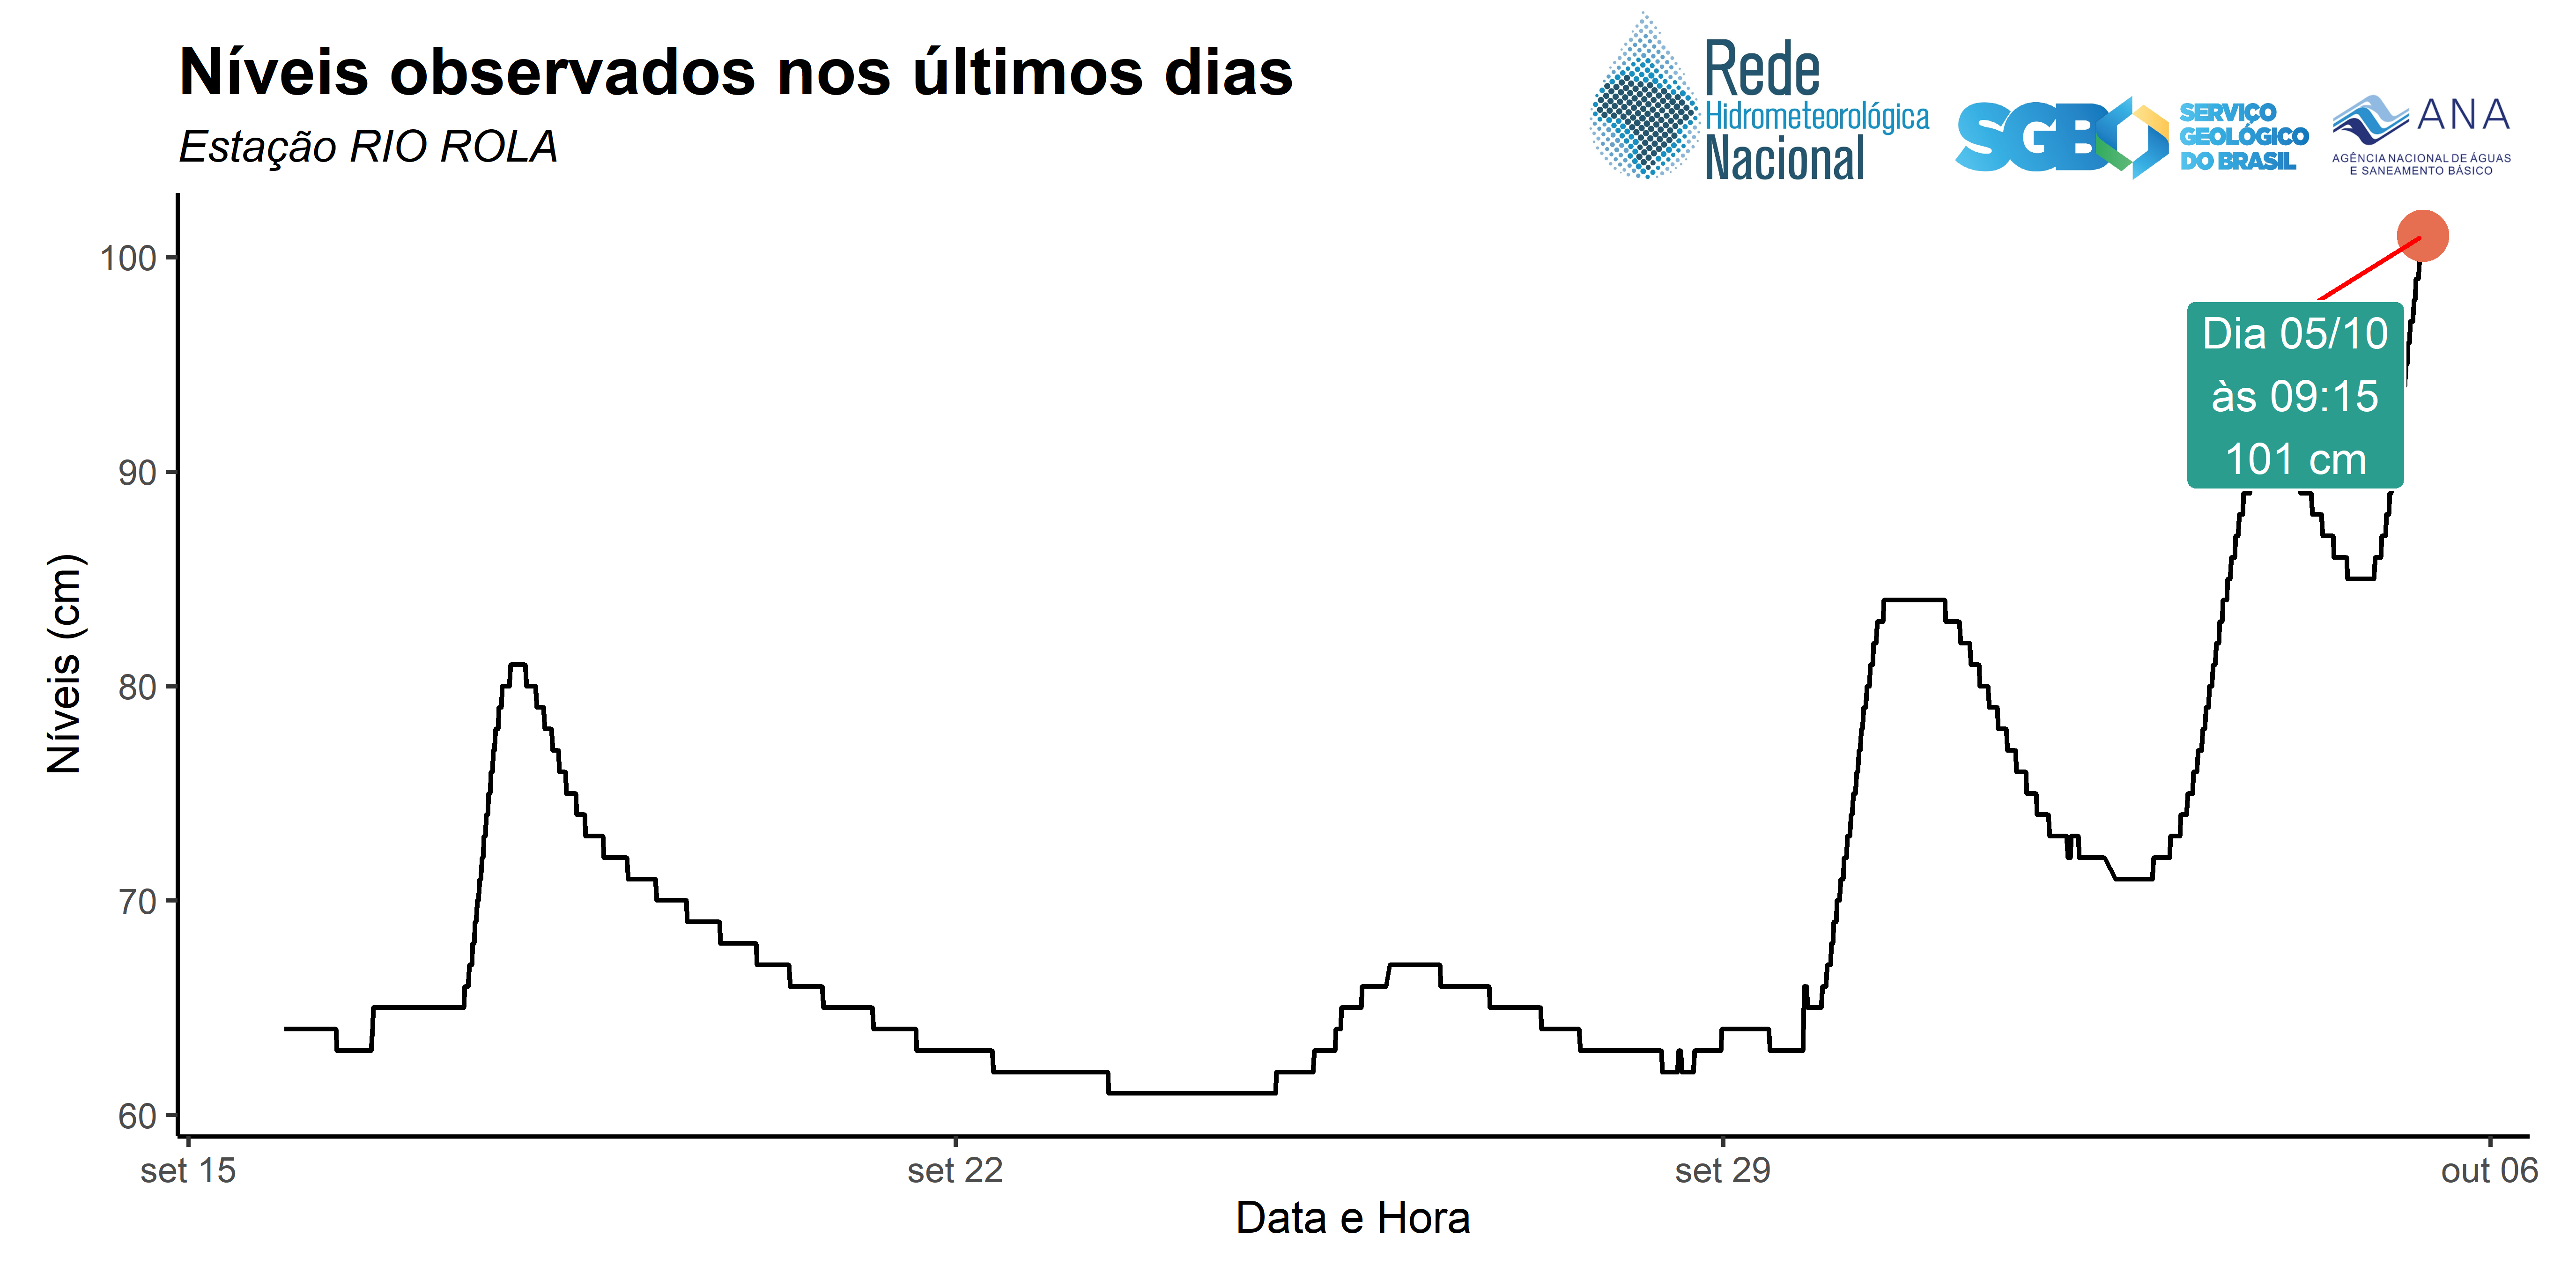 Níveis observados nos últimos dias
Estação RIO ROLA
Rede
Hidrometeorológica
Nacional
SGB
SERVIÇO
GEOLÓGICO
DO BRASIL
ANA
AGÊNCIA NACIONAL DE ÁGUAS
E SANEAMENTO BÁSICO
Níveis (cm)
100
90
80
70
60
Dia 05/10
às 09:15
101 cm
set 15
set 22
set 29
out 06
Data e Hora